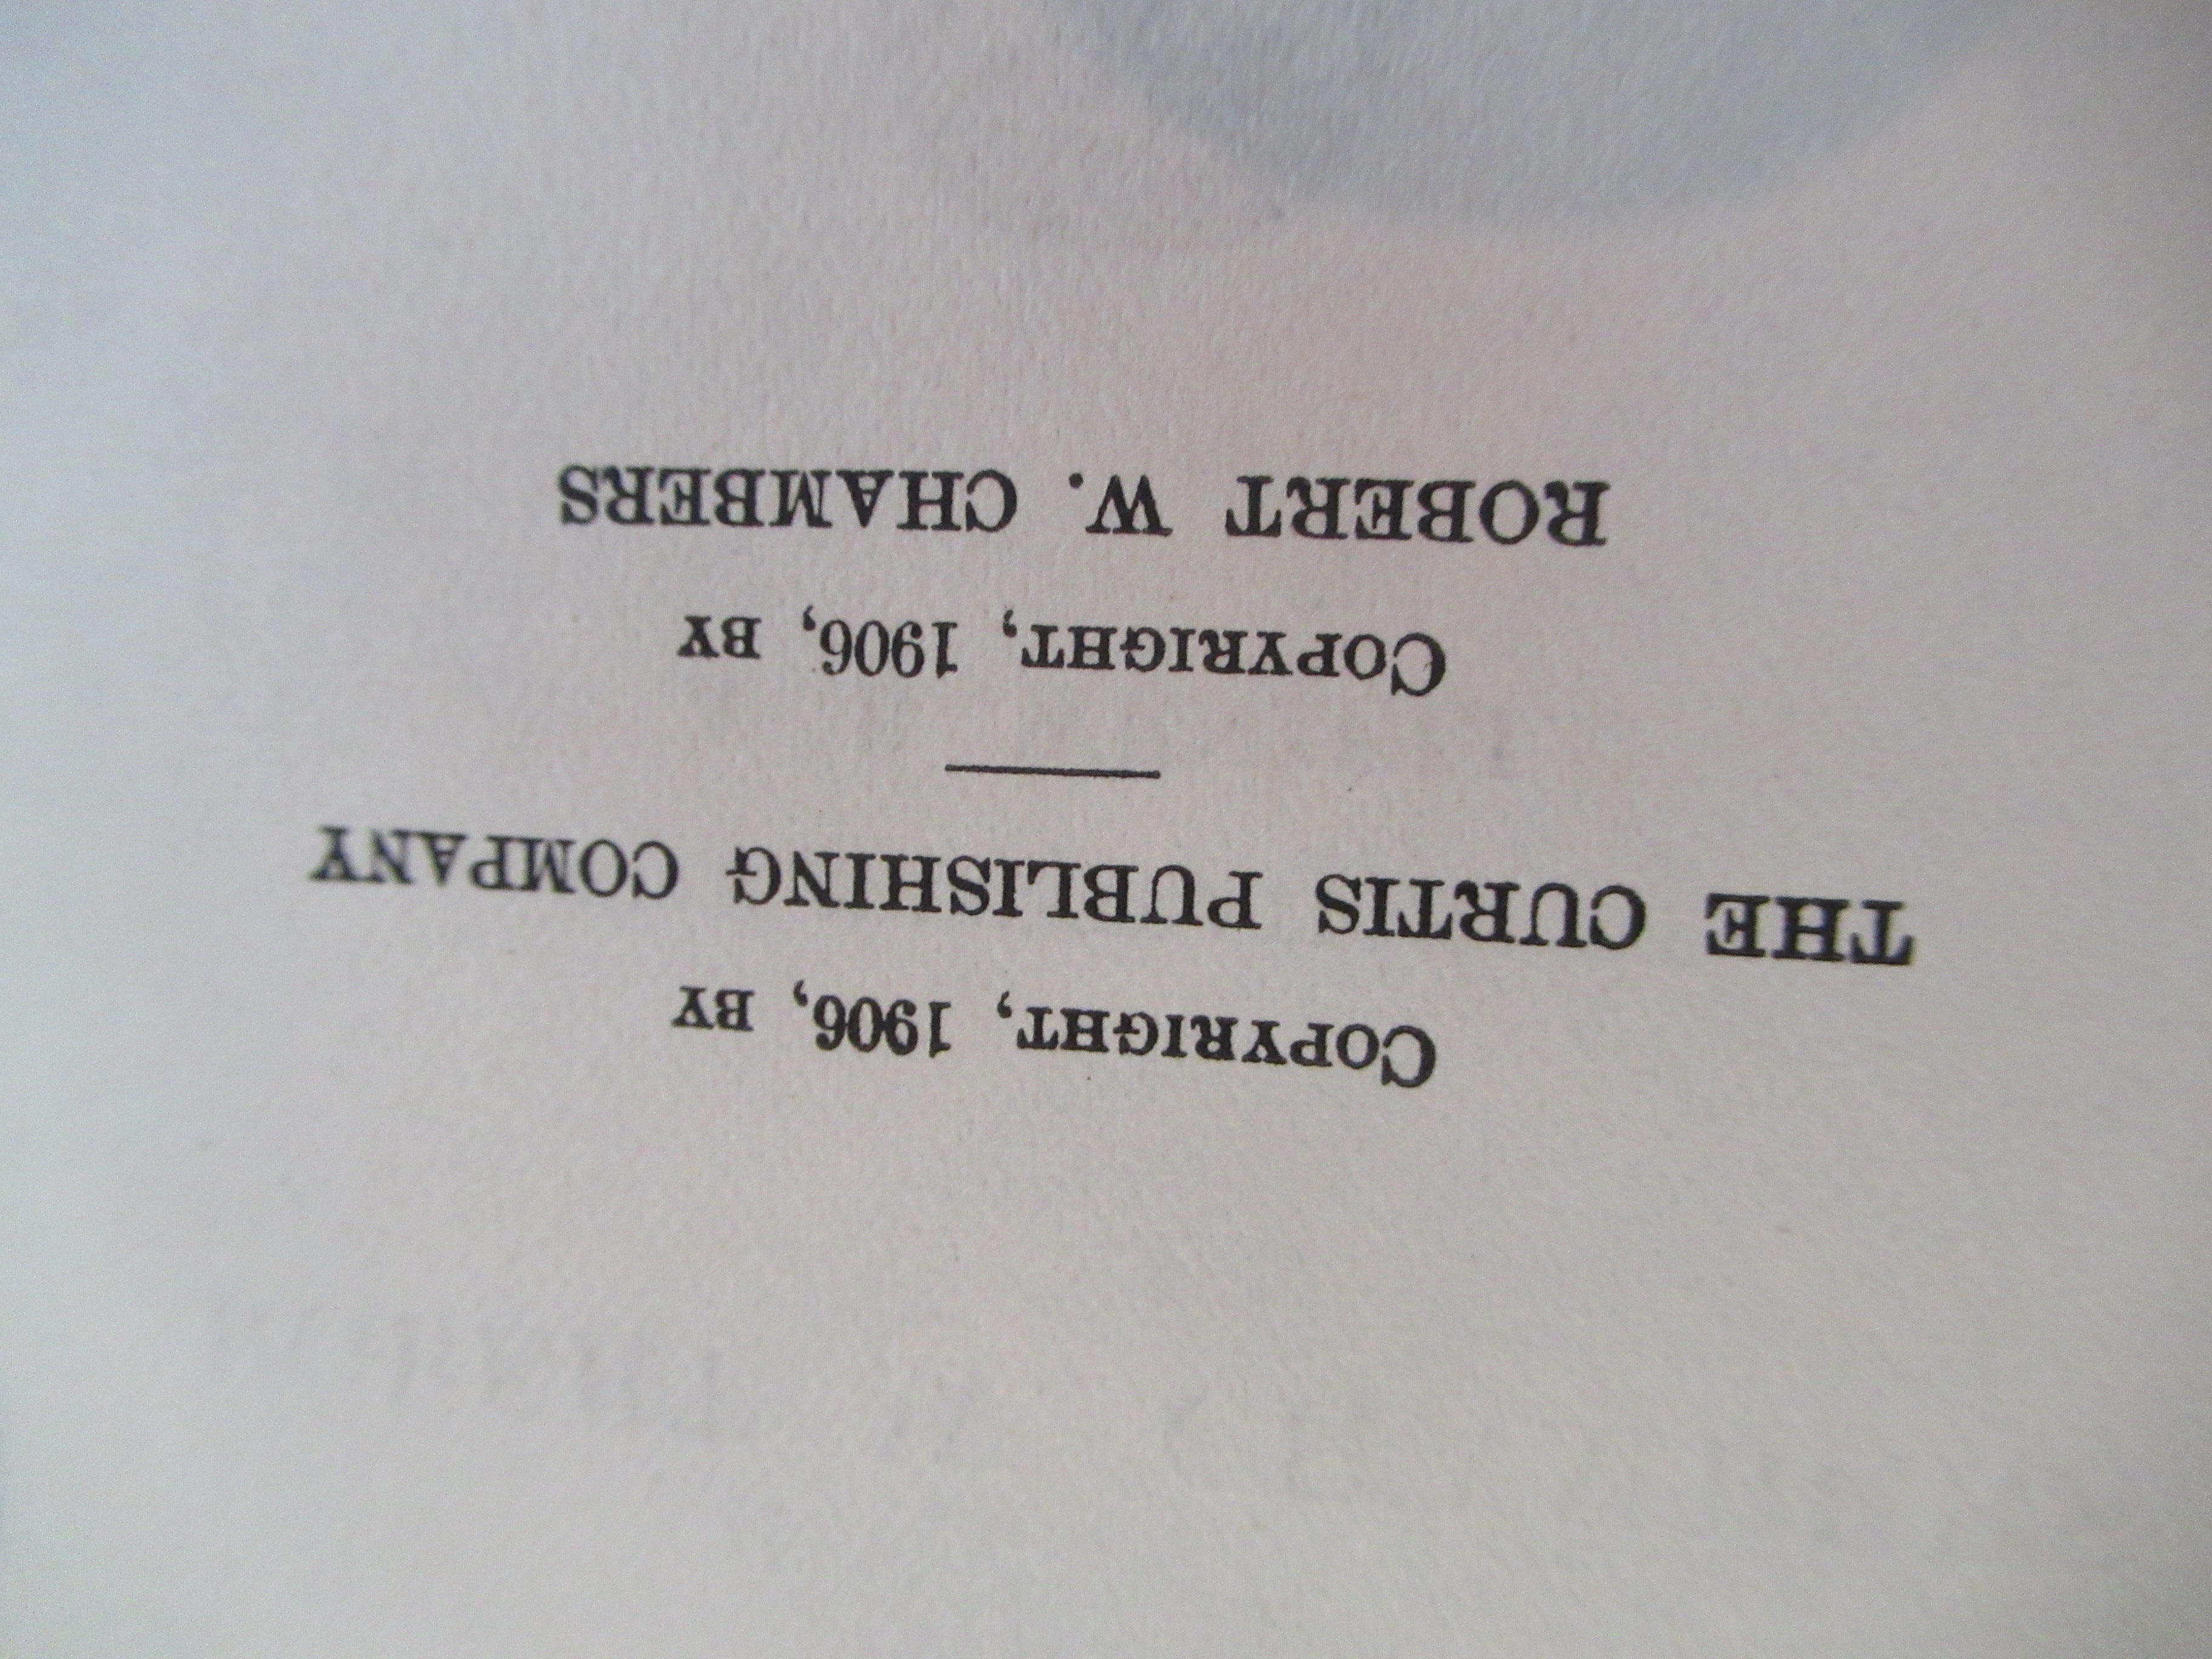 Copyright, 1906, by
THE CURTIS PUBLISHING COMPANY
Copyright, 1906, by
ROBERT W. CHAMBERS